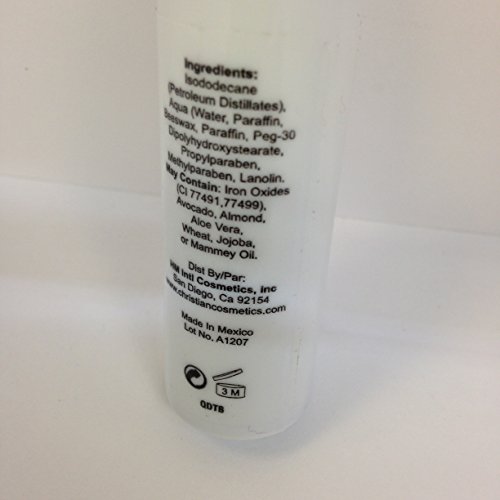 Ingredients:
Isododecane
(Petroleum Distillates),
Aqua (Water, Paraffin,
Beeswax, Paraffin, Peg-30
Dipolyhydroxystearate,
Propylparaben,
Methylparaben, Lanolin.
May Contain: Iron Oxides
(CI 77491,77499),
Avocado, Almond,
Aloe Vera,
Wheat, Jojoba,
or Mammey Oil.
Dist By/Par:
HM Intl Cosmetics, inc
San Diego, Ca 92154
www.christiancosmetics.com
Made In Mexico
Lot No. A1207
3 M
QDTB